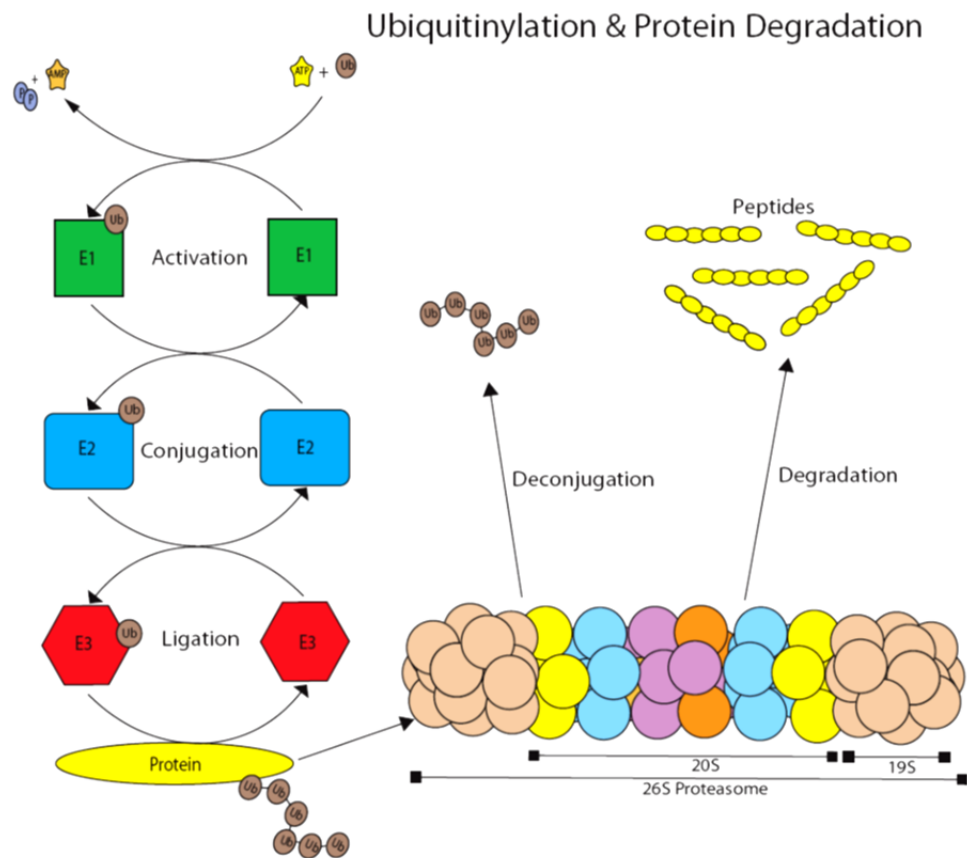 Ubiquitinylation & Protein Degradation
P
P
+
AMP
ATP
+
Ub
Ub
E1
Activation
E1
Ub
E2
Conjugation
E2
Ub
E3
Ligation
E3
Protein
Ub
Ub
Ub
Ub
Ub
Ub
Ub
Ub
Ub
Ub
Ub
Ub
Deconjugation
Peptides
Degradation
20S
19S
26S Proteasome